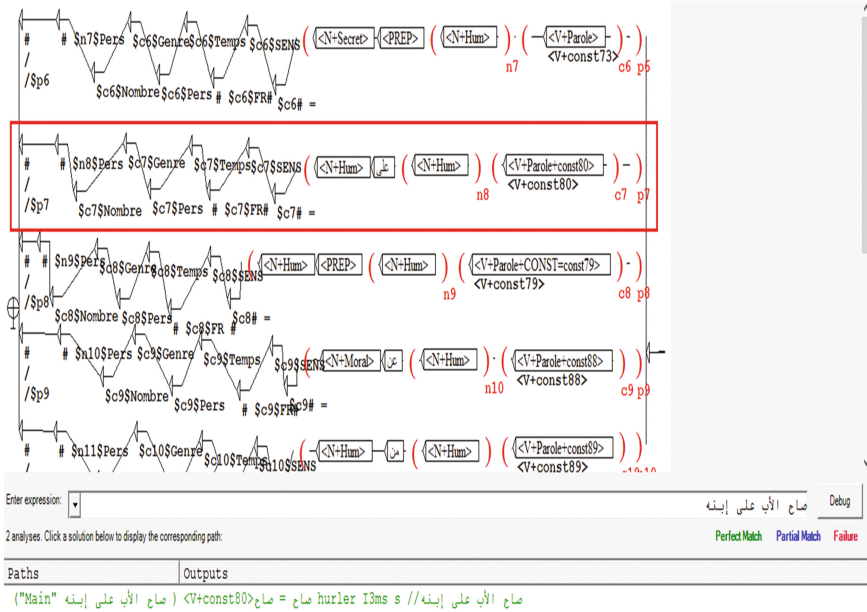 # # $n7$Pers $c6$Genre $c6$Temps $c6$SENS ( <N+Secret> <PREP> ( <N+Hum> ) ( <V+Parole> ) )
/ <V+const73>
/$p6 $c6$Nombre $c6$Pers # $c6$FR# $c6# = n7 c6 p6
# # $n8$Pers $c7$Genre $c7$Temps $c7$SENS ( <N+Hum> على ( <N+Hum> ) ( <V+Parole+const80> ) )
/ <V+const80>
/$p7 $c7$Nombre $c7$Pers # $c7$FR# $c7# = n8 c7 p7
# # $n9$Pers $c8$Genre $c8$Temps $c8$SENS ( <N+Hum> <PREP> ( <N+Hum> ) ( <V+Parole+CONST=const79> ) )
/ <V+const79>
/$p8 $c8$Nombre $c8$Pers # $c8$FR # $c8# = n9 c8 p8
# # $n10$Pers $c9$Genre $c9$Temps $c9$SENS ( <N+Moral> عن ( <N+Hum> ) ( <V+Parole+const88> ) )
/ <V+const88>
/$p9 $c9$Nombre $c9$Pers # $c9$FR# $c9# = n10 c9 p9
# # $n11$Pers $c10$Genre $c10$Temps $c10$SENS ( <N+Hum> من ( <N+Hum> ) ( <V+Parole+const89> ) )
/ <V+const89>
Enter expression: صاح الأب على إبنه Debug
2 analyses. Click a solution below to display the corresponding path: Perfect Match Partial Match Failure
Paths Outputs
("Main" صاح الأب على إبنه ) <V+const80>صاح = صاح hurler I3ms s //صاح الأب على إبنه